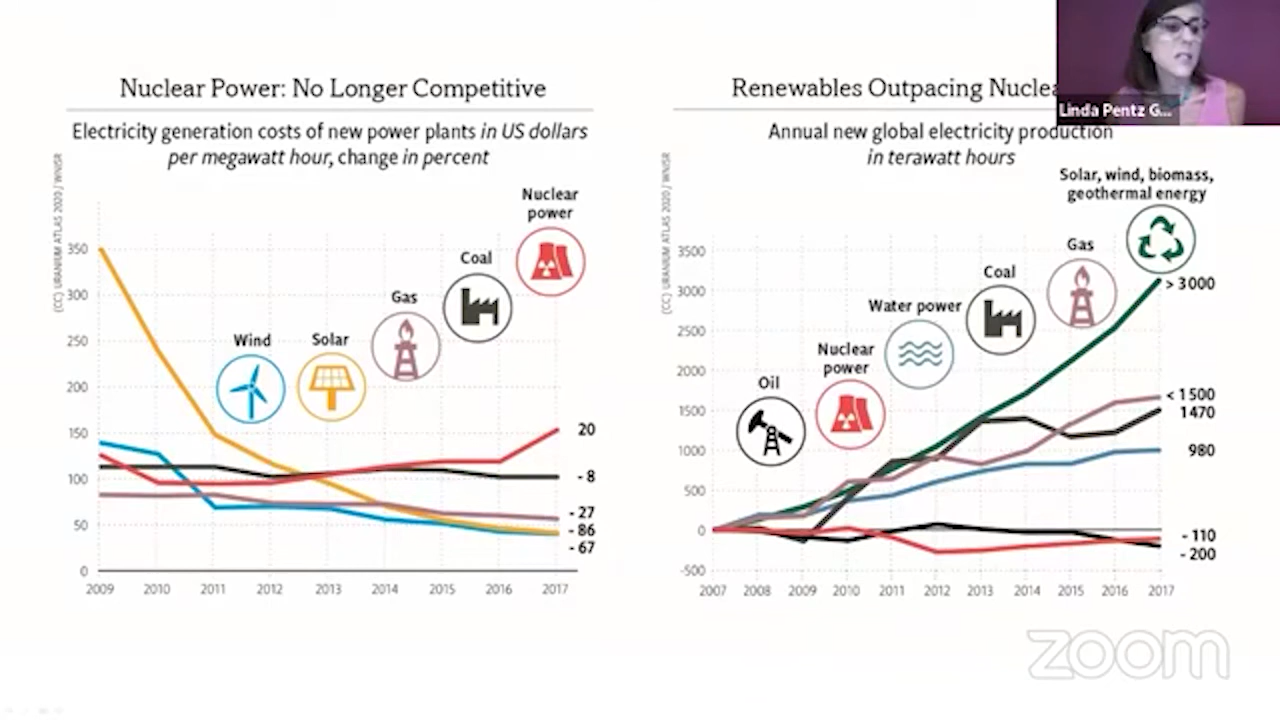 Nuclear Power: No Longer Competitive
Electricity generation costs of new power plants in US dollars
per megawatt hour, change in percent
(CC) URANIUM ATLAS 2020 / WNISR
Nuclear
power
Coal
Gas
Solar
Wind
350
300
250
200
150
100
50
0
20
- 8
- 27
- 86
- 67
2009 2010 2011 2012 2013 2014 2015 2016 2017
Renewables Outpacing
Linda Pentz G...
Annual new global electricity production
in terawatt hours
(CC) URANIUM ATLAS 2020 / WNISR
Solar, wind, biomass,
geothermal energy
Gas
Coal
Water power
Nuclear
power
Oil
3500
3000
2500
2000
1500
1000
500
0
-500
> 3000
< 1500
1470
980
- 110
- 200
2007 2008 2009 2010 2011 2012 2013 2014 2015 2016 2017
zoom